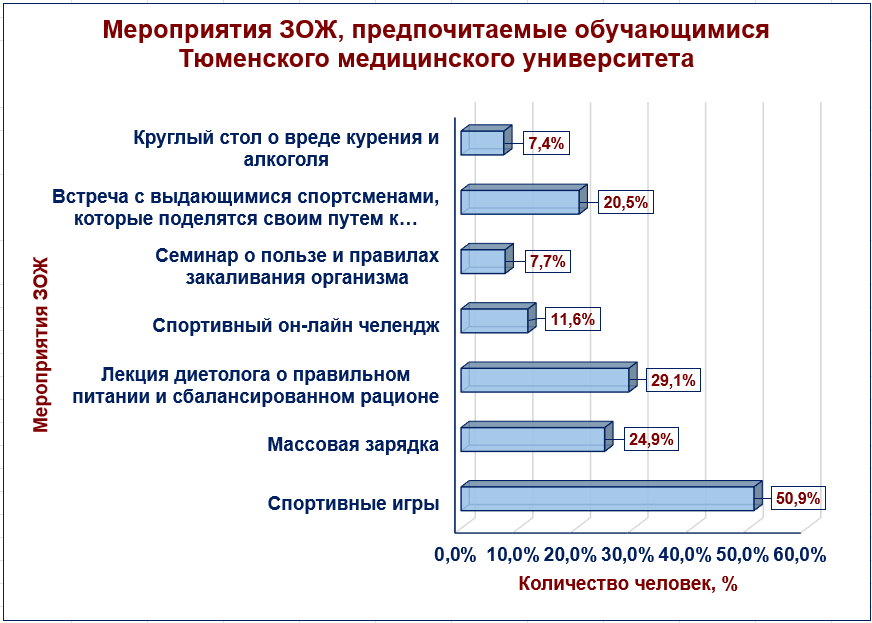 Мероприятия ЗОЖ, предпочитаемые обучающимися
Тюменского медицинского университета
Мероприятия ЗОЖ
Круглый стол о вреде курения и
алкоголя
7,4%
Встреча с выдающимися спортсменами,
которые поделятся своим путем к…
20,5%
Семинар о пользе и правилах
закаливания организма
7,7%
Спортивный он-лайн челендж
11,6%
Лекция диетолога о правильном
питании и сбалансированном рационе
29,1%
Массовая зарядка
24,9%
Спортивные игры
50,9%
0,0% 10,0% 20,0% 30,0% 40,0% 50,0% 60,0%
Количество человек, %